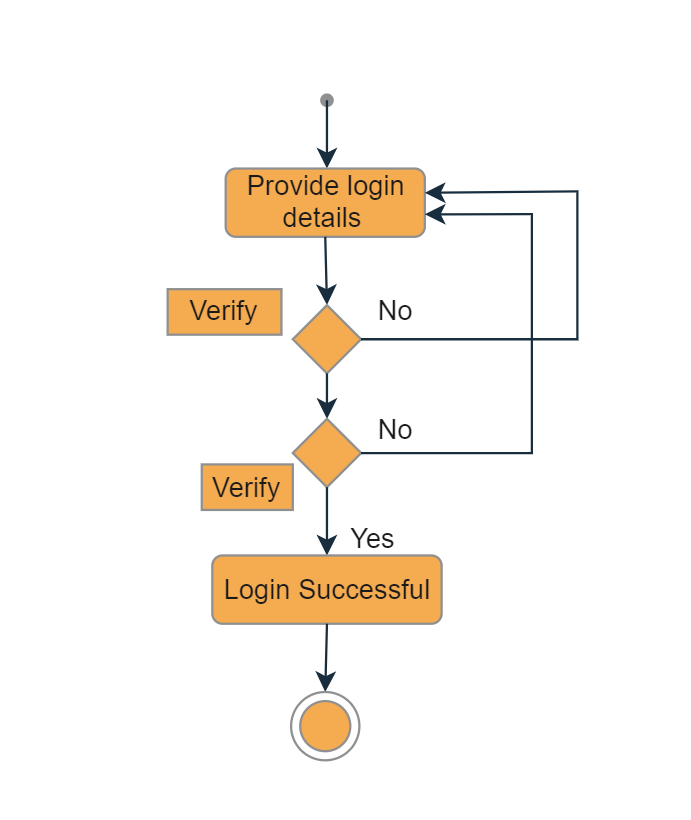 Provide login
details
Verify
No
No
Verify
Yes
Login Successful